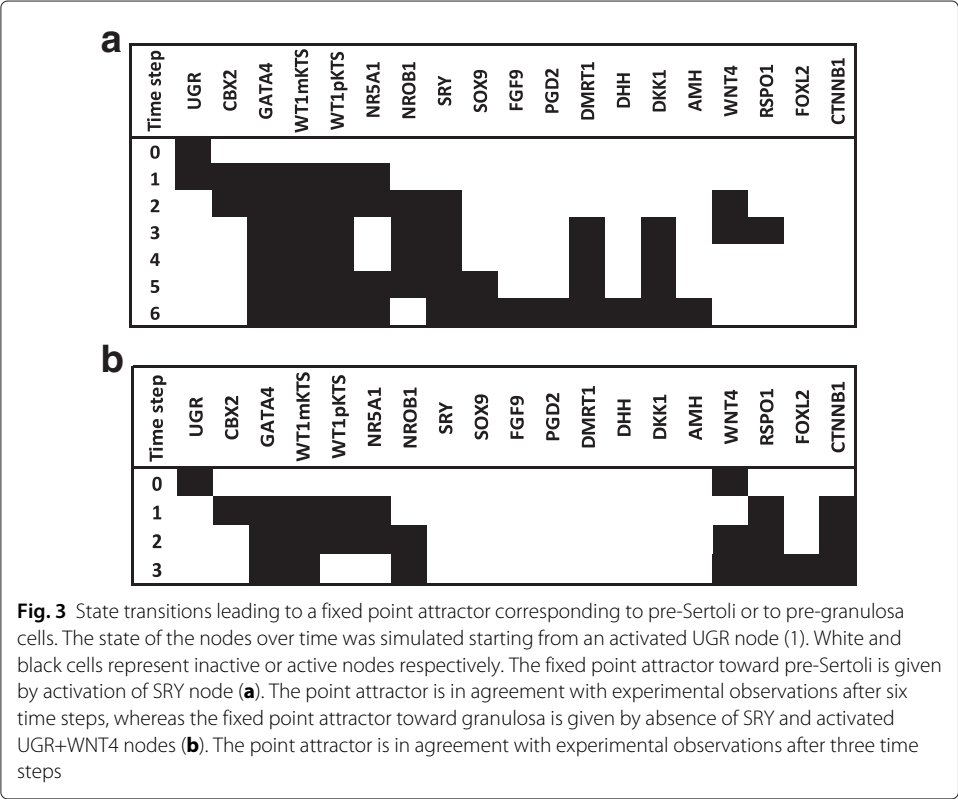 a
Time step UGR CBX2 GATA4 WT1mKTS WT1pKTS NR5A1 NROB1 SRY SOX9 FGF9 PGD2 DMRT1 DHH DKK1 AMH WNT4 RSPO1 FOXL2 CTNNB1
0
1
2
3
4
5
6
b
Time step UGR CBX2 GATA4 WT1mKTS WT1pKTS NR5A1 NROB1 SRY SOX9 FGF9 PGD2 DMRT1 DHH DKK1 AMH WNT4 RSPO1 FOXL2 CTNNB1
0
1
2
3
Fig. 3 State transitions leading to a fixed point attractor corresponding to pre-Sertoli or to pre-granulosa
cells. The state of the nodes over time was simulated starting from an activated UGR node (1). White and
black cells represent inactive or active nodes respectively. The fixed point attractor toward pre-Sertoli is given
by activation of SRY node (a). The point attractor is in agreement with experimental observations after six
time steps, whereas the fixed point attractor toward granulosa is given by absence of SRY and activated
UGR+WNT4 nodes (b). The point attractor is in agreement with experimental observations after three time
steps